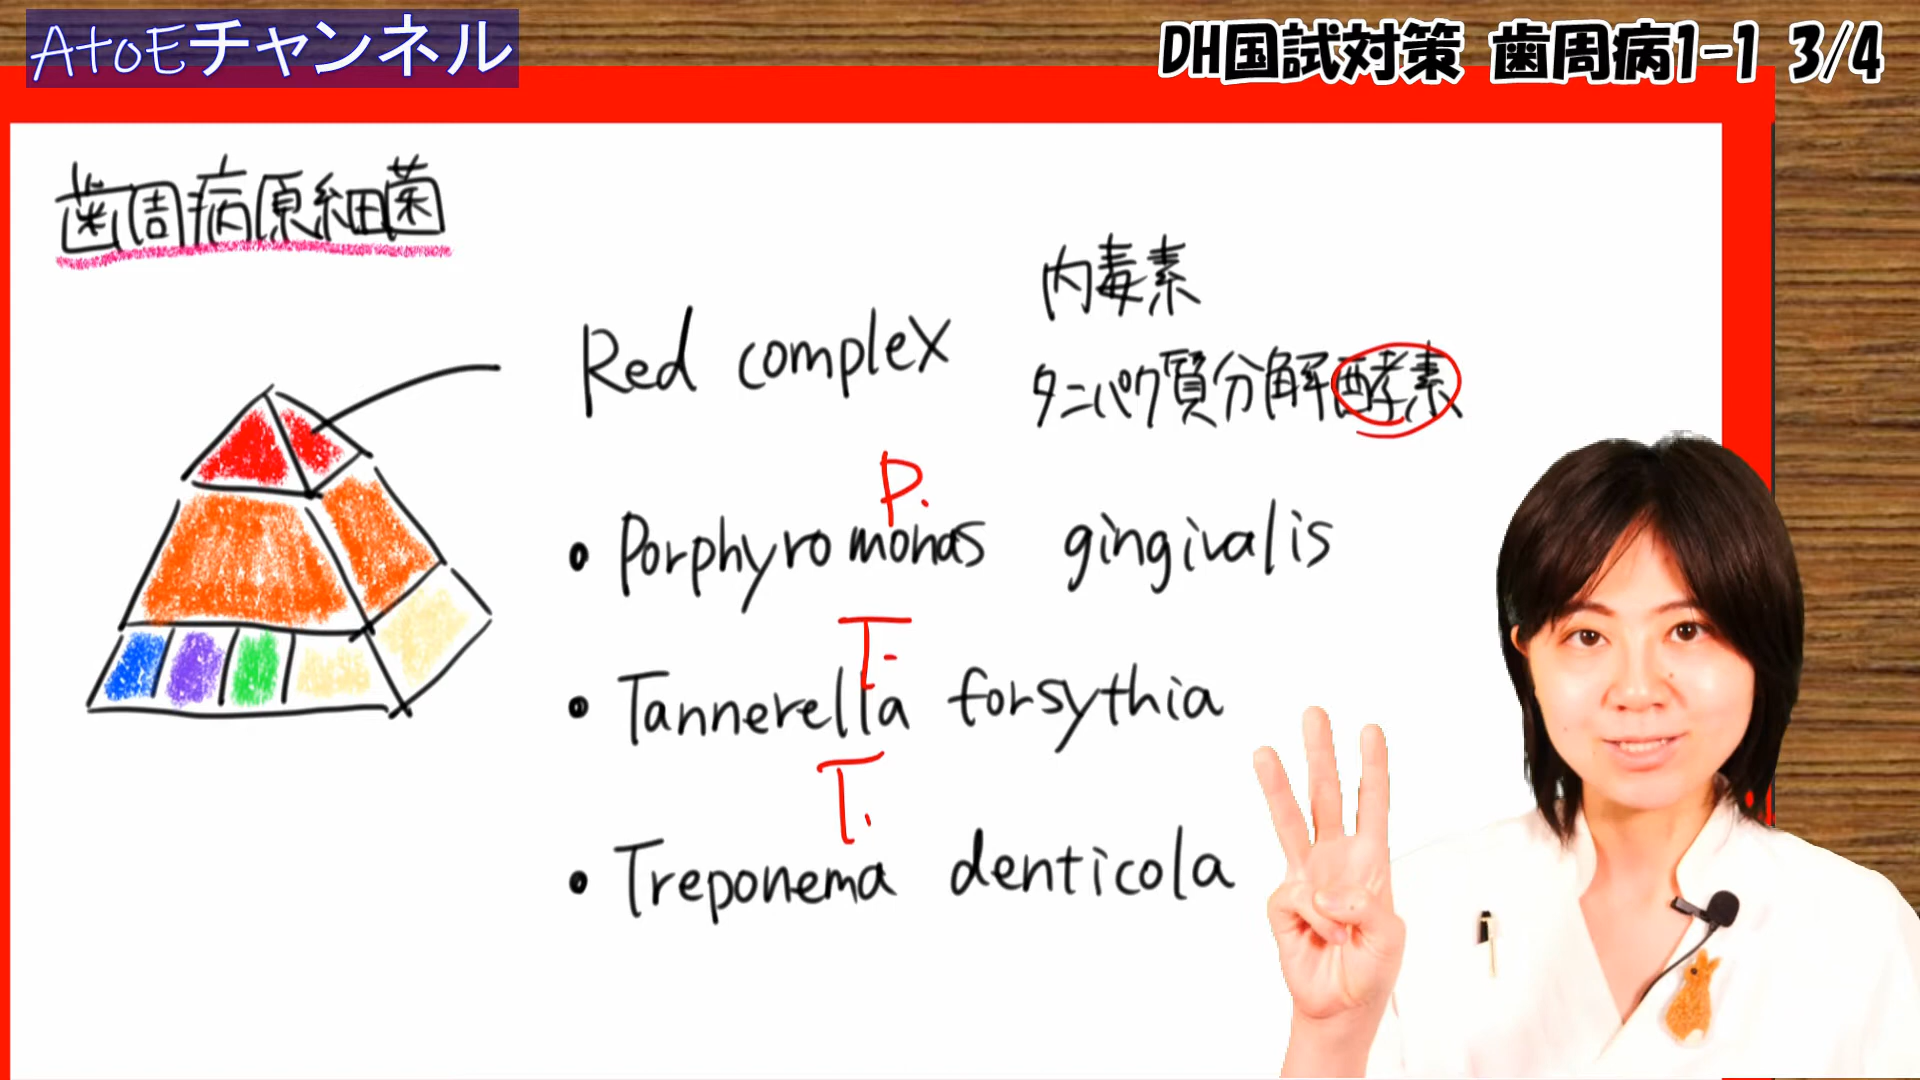 AtoEチャンネル
DH国試対策 歯周病1-1 3/4
歯周病原細菌
内毒素
Red complex
タニパク質分解酵素
P.
• Porphyromonas gingivalis
T.
• Tannerella forsythia
T.
• Treponema denticola